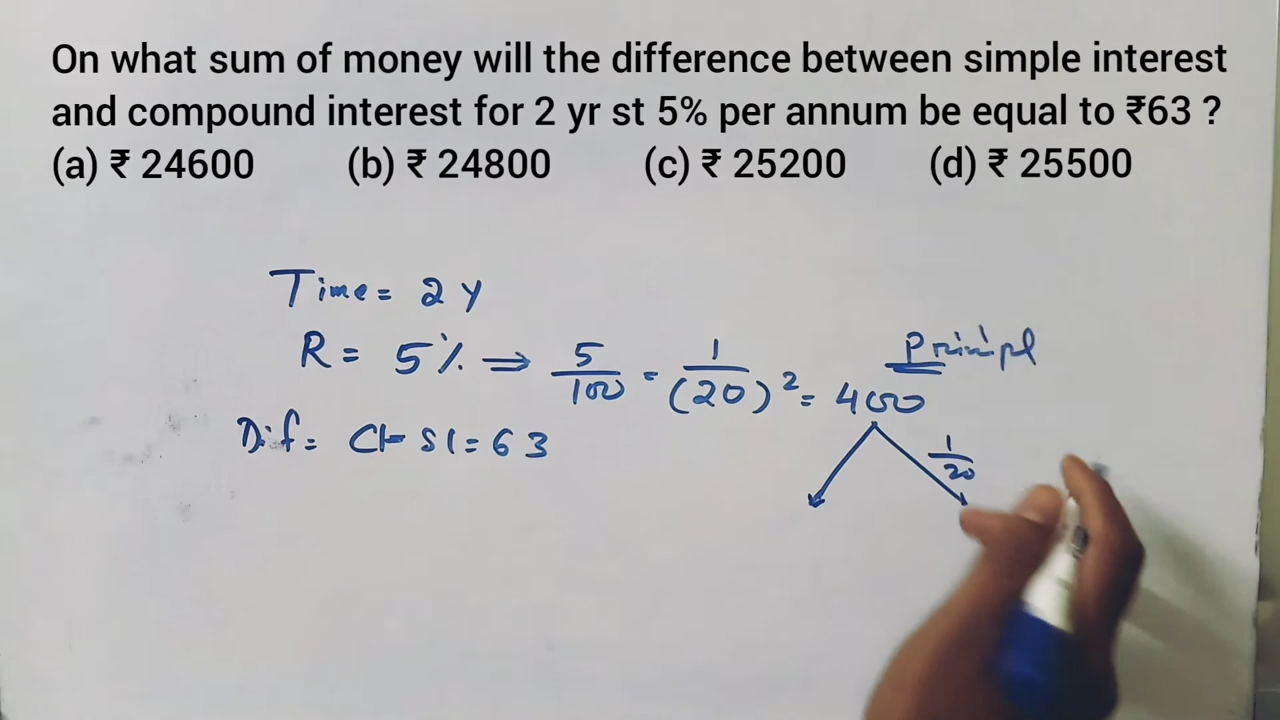 On what sum of money will the difference between simple interest
and compound interest for 2 yr st 5% per annum be equal to ₹63 ?
(a) ₹ 24600 (b) ₹ 24800 (c) ₹ 25200 (d) ₹ 25500
Time = 2 y
R = 5% ⇒ 5/100 = 1/(20)² = 400
Prinipl
Dif = CI- SI = 63
1/20